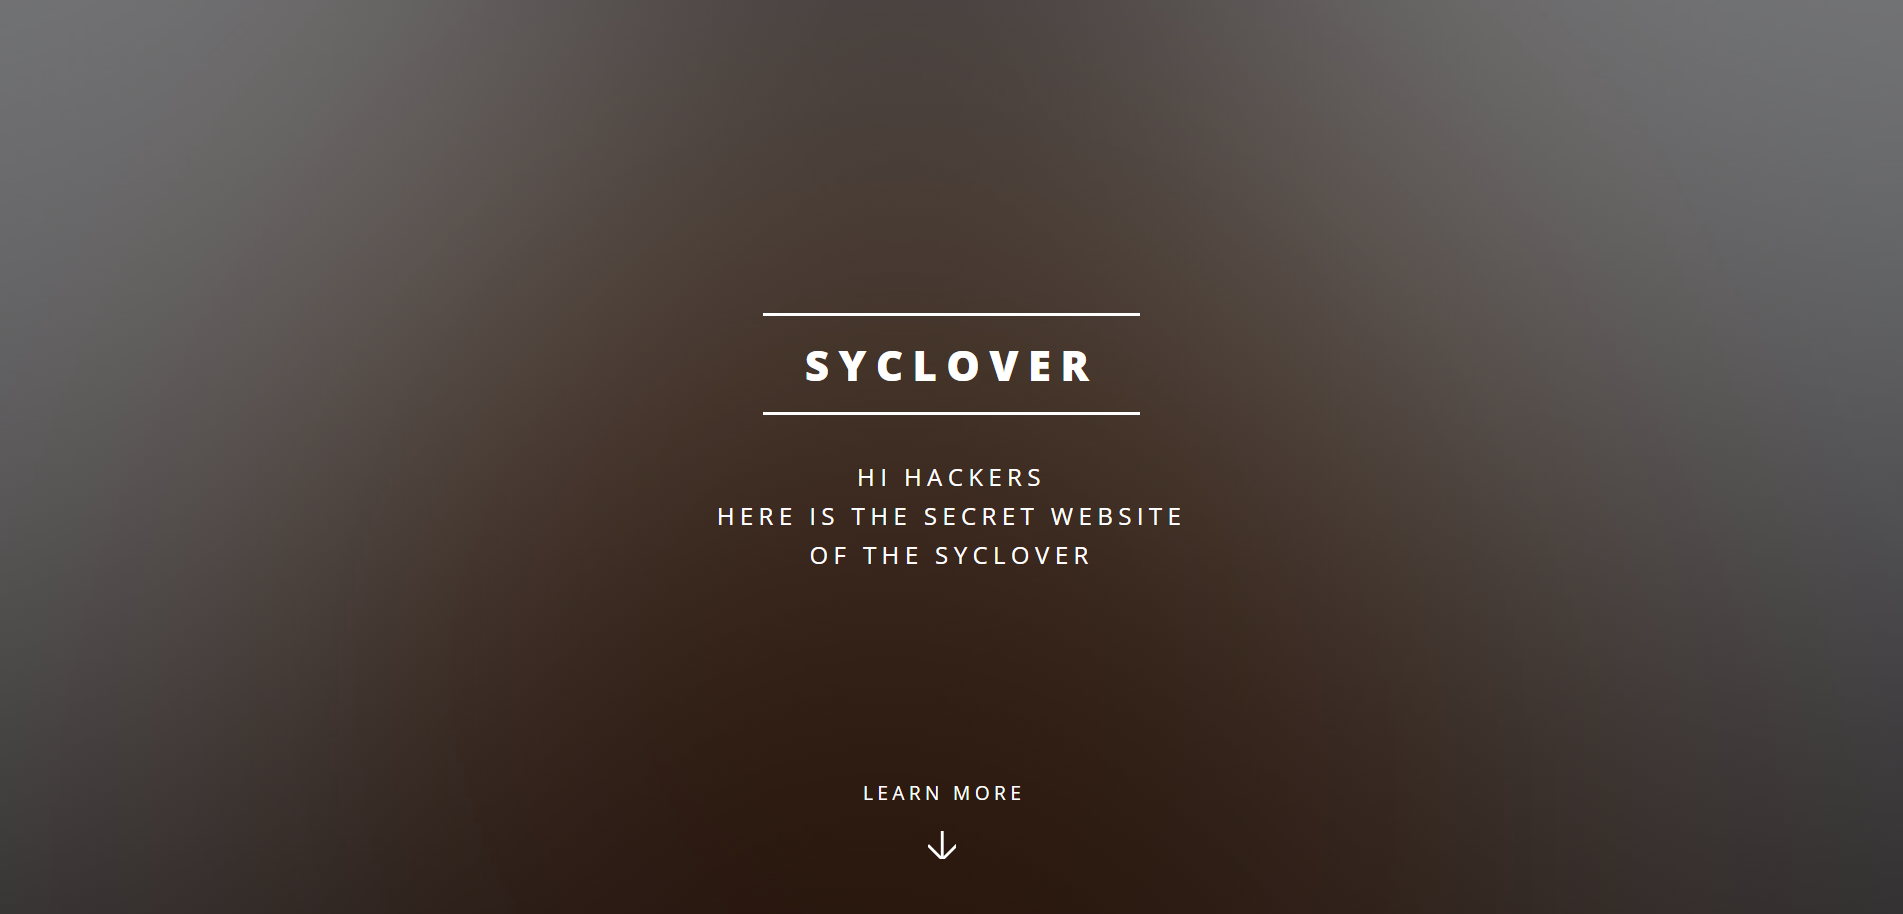 SYCLOVER
HI HACKERS
HERE IS THE SECRET WEBSITE
OF THE SYCLOVER
LEARN MORE